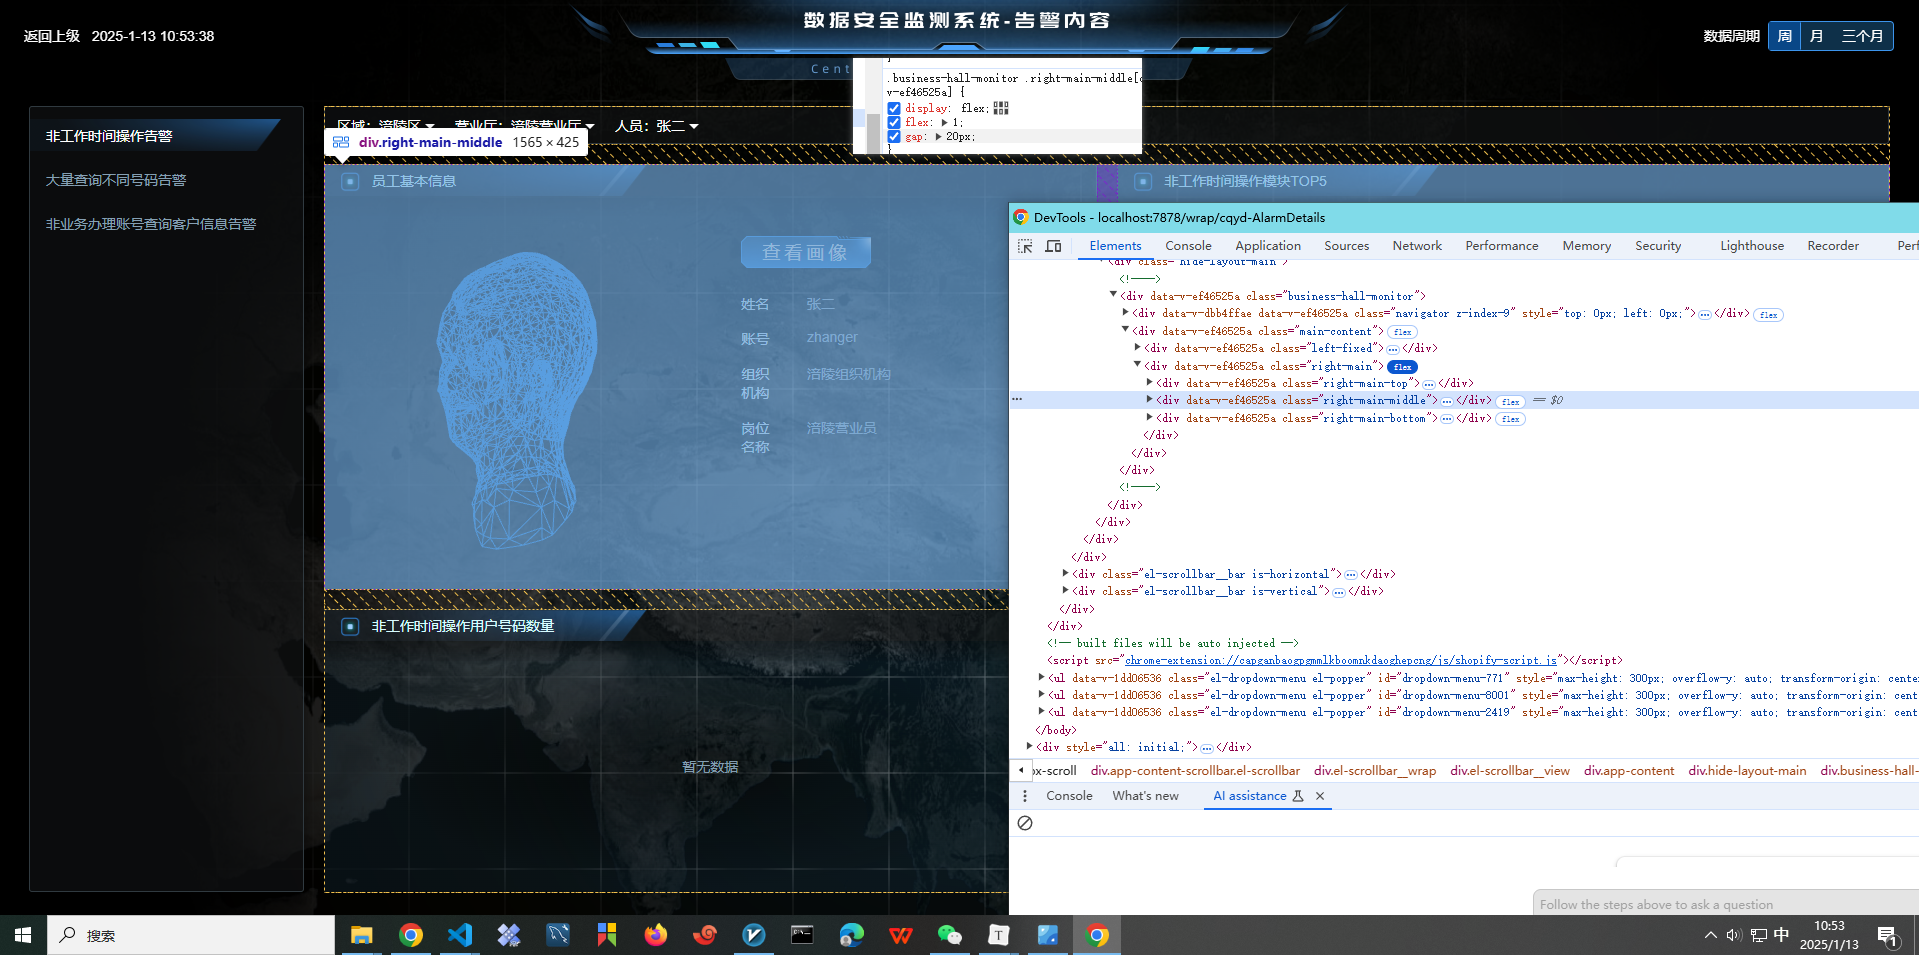 数据安全监测系统-告警内容
返回上级 2025-1-13 10:53:38
数据周期 周 月 三个月
Cent
.business-hall-monitor .right-main-middle[
v-ef46525a] {
display: flex;
flex: 1;
gap: 20px;
}
区域: 涪陵区 营业厅: 涪陵营业厅 人员: 张二
div.right-main-middle 1565 × 425
非工作时间操作告警
大量查询不同号码告警
非业务办理账号查询客户信息告警
员工基本信息
非工作时间操作模块TOP5
查看画像
姓名 张二
账号 zhanger
组织机构 涪陵组织机构
岗位名称 涪陵营业员
非工作时间操作用户号码数量
暂无数据
DevTools - localhost:7878/wrap/cqyd-AlarmDetails
Elements Console Application Sources Network Performance Memory Security Lighthouse Recorder Perf
<div class="hide-layout-main">
<!---->
<div data-v-ef46525a class="business-hall-monitor">
<div data-v-dbb4ffae data-v-ef46525a class="navigator z-index-9" style="top: 0px; left: 0px;">…</div> flex
<div data-v-ef46525a class="main-content"> flex
<div data-v-ef46525a class="left-fixed">…</div>
<div data-v-ef46525a class="right-main"> flex
<div data-v-ef46525a class="right-main-top">…</div>
… <div data-v-ef46525a class="right-main-middle">…</div> flex == $0
<div data-v-ef46525a class="right-main-bottom">…</div> flex
</div>
</div>
</div>
<!---->
</div>
</div>
</div>
</div>
<div class="el-scrollbar__bar is-horizontal">…</div>
<div class="el-scrollbar__bar is-vertical">…</div>
</div>
</div>
<!-- built files will be auto injected -->
<script src="chrome-extension://capganbaogpgmmlkboomnkdaoghepcng/js/shopify-script.js"></script>
<ul data-v-1dd06536 class="el-dropdown-menu el-popper" id="dropdown-menu-771" style="max-height: 300px; overflow-y: auto; transform-origin: cente
<ul data-v-1dd06536 class="el-dropdown-menu el-popper" id="dropdown-menu-8001" style="max-height: 300px; overflow-y: auto; transform-origin: cent
<ul data-v-1dd06536 class="el-dropdown-menu el-popper" id="dropdown-menu-2419" style="max-height: 300px; overflow-y: auto; transform-origin: cent
</body>
<div style="all: initial;">…</div>
ox-scroll div.app-content-scrollbar.el-scrollbar div.el-scrollbar__wrap div.el-scrollbar__view div.app-content div.hide-layout-main div.business-hall-
Console What's new AI assistance
Follow the steps above to ask a question
搜索
中
10:53
2025/1/13
1